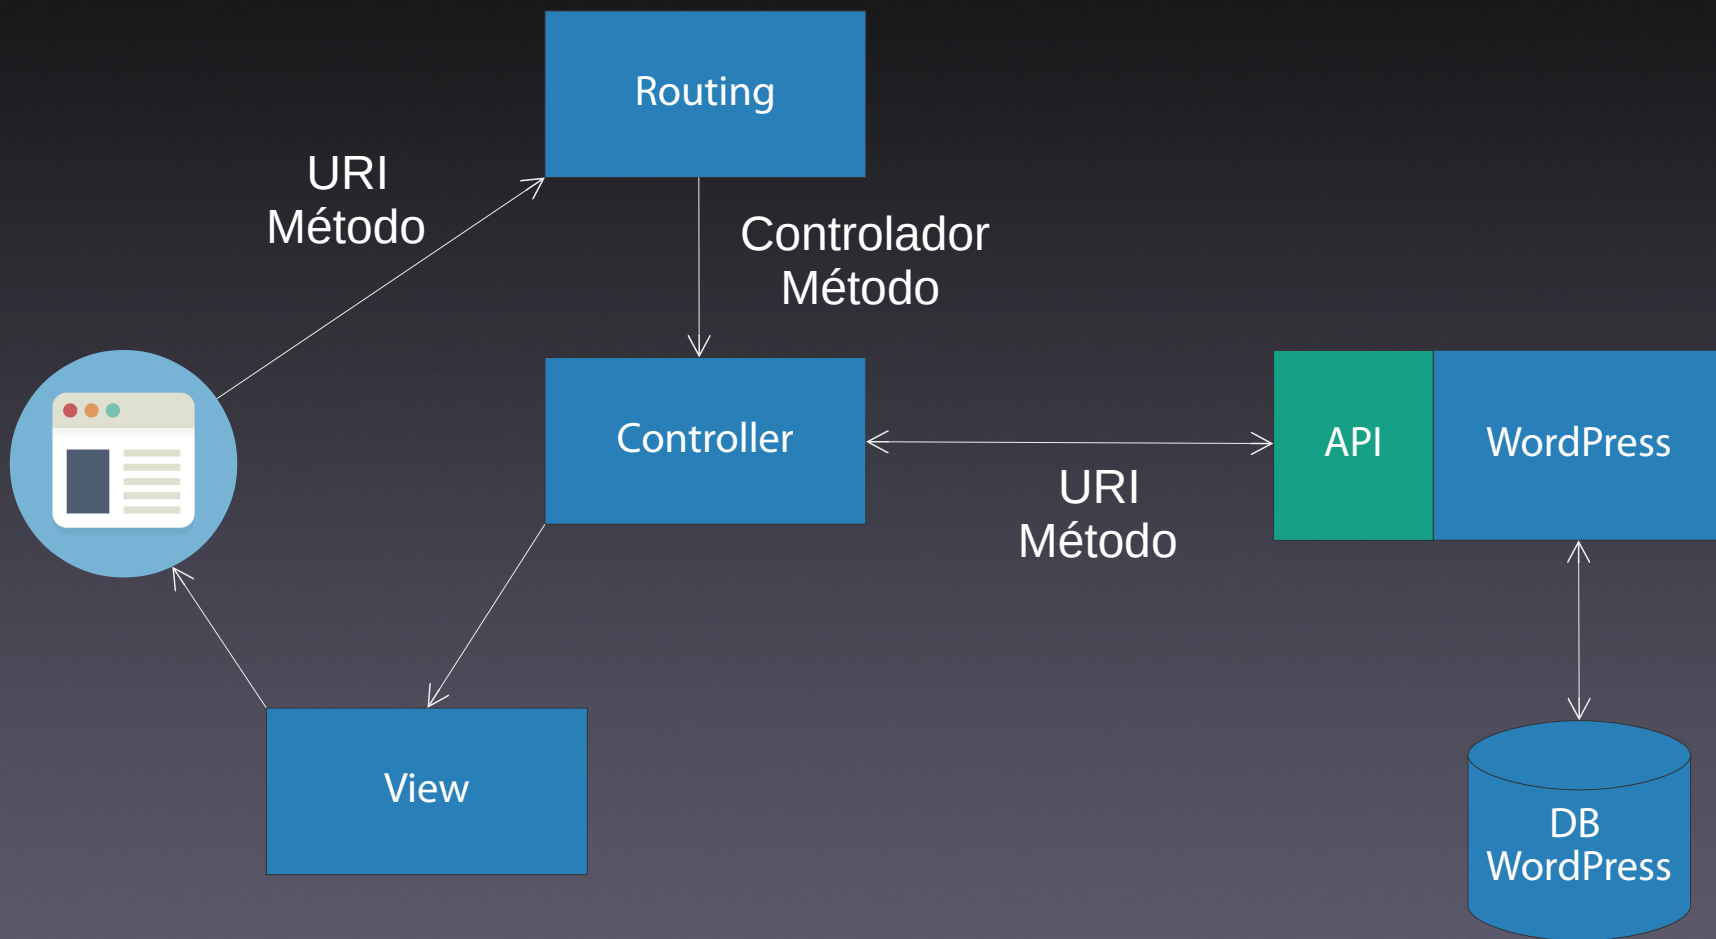 Routing
URI
Método
Controlador
Método
Controller
API
WordPress
URI
Método
View
DB
WordPress